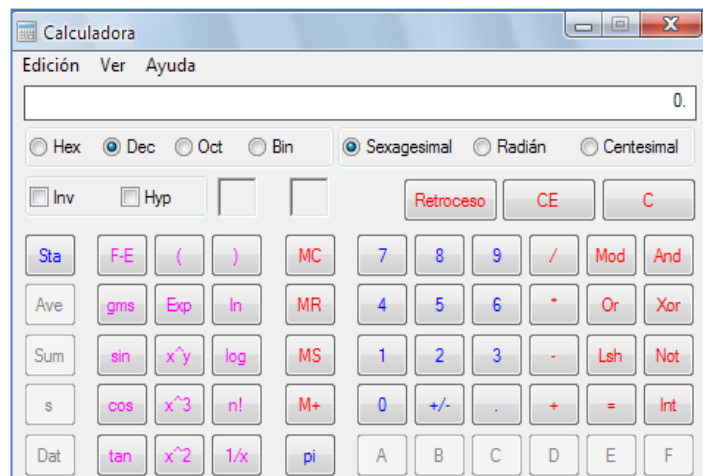 Calculadora
Edición Ver Ayuda
0.
Hex Dec Oct Bin Sexagesimal Radián Centesimal
Inv Hyp Retroceso CE C
Sta F-E ( ) MC 7 8 9 / Mod And
Ave gms Exp ln MR 4 5 6 * Or Xor
Sum sin x^y log MS 1 2 3 - Lsh Not
s cos x^3 n! M+ 0 +/- . + = Int
Dat tan x^2 1/x pi A B C D E F